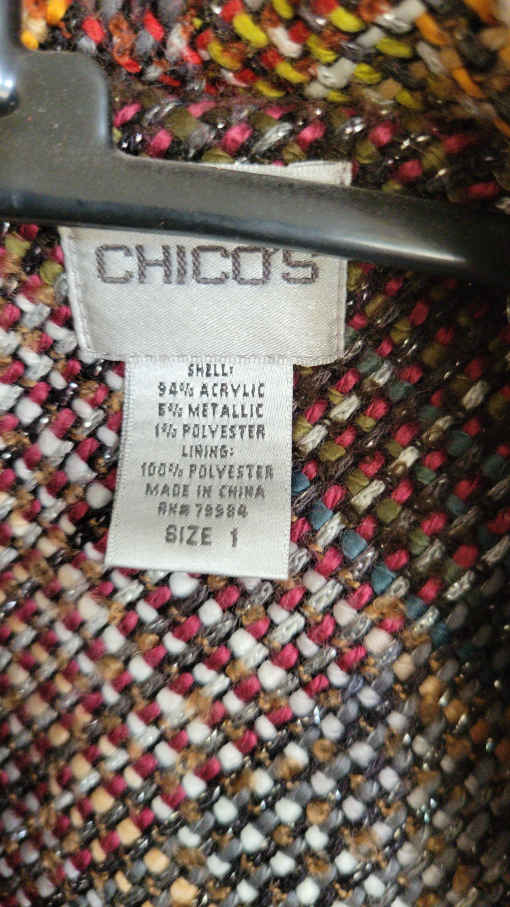 CHICO'S
SHELL:
94% ACRYLIC
5% METALLIC
1% POLYESTER
LINING:
100% POLYESTER
MADE IN CHINA
RN# 79984
SIZE 1